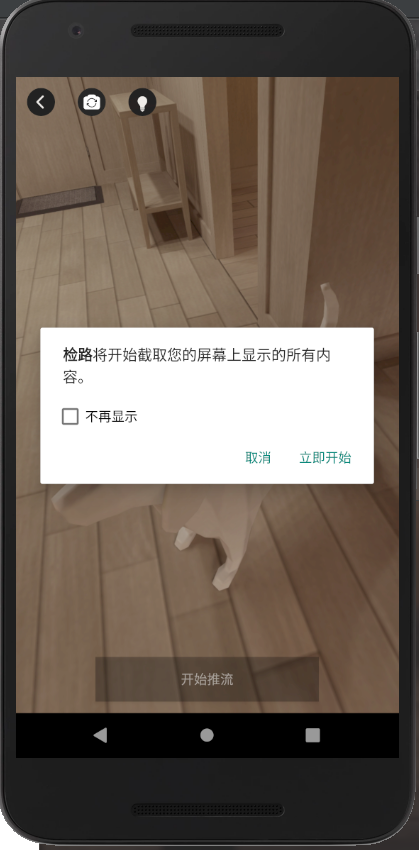 检路将开始截取您的屏幕上显示的所有内
容。
不再显示
取消
立即开始
开始推流